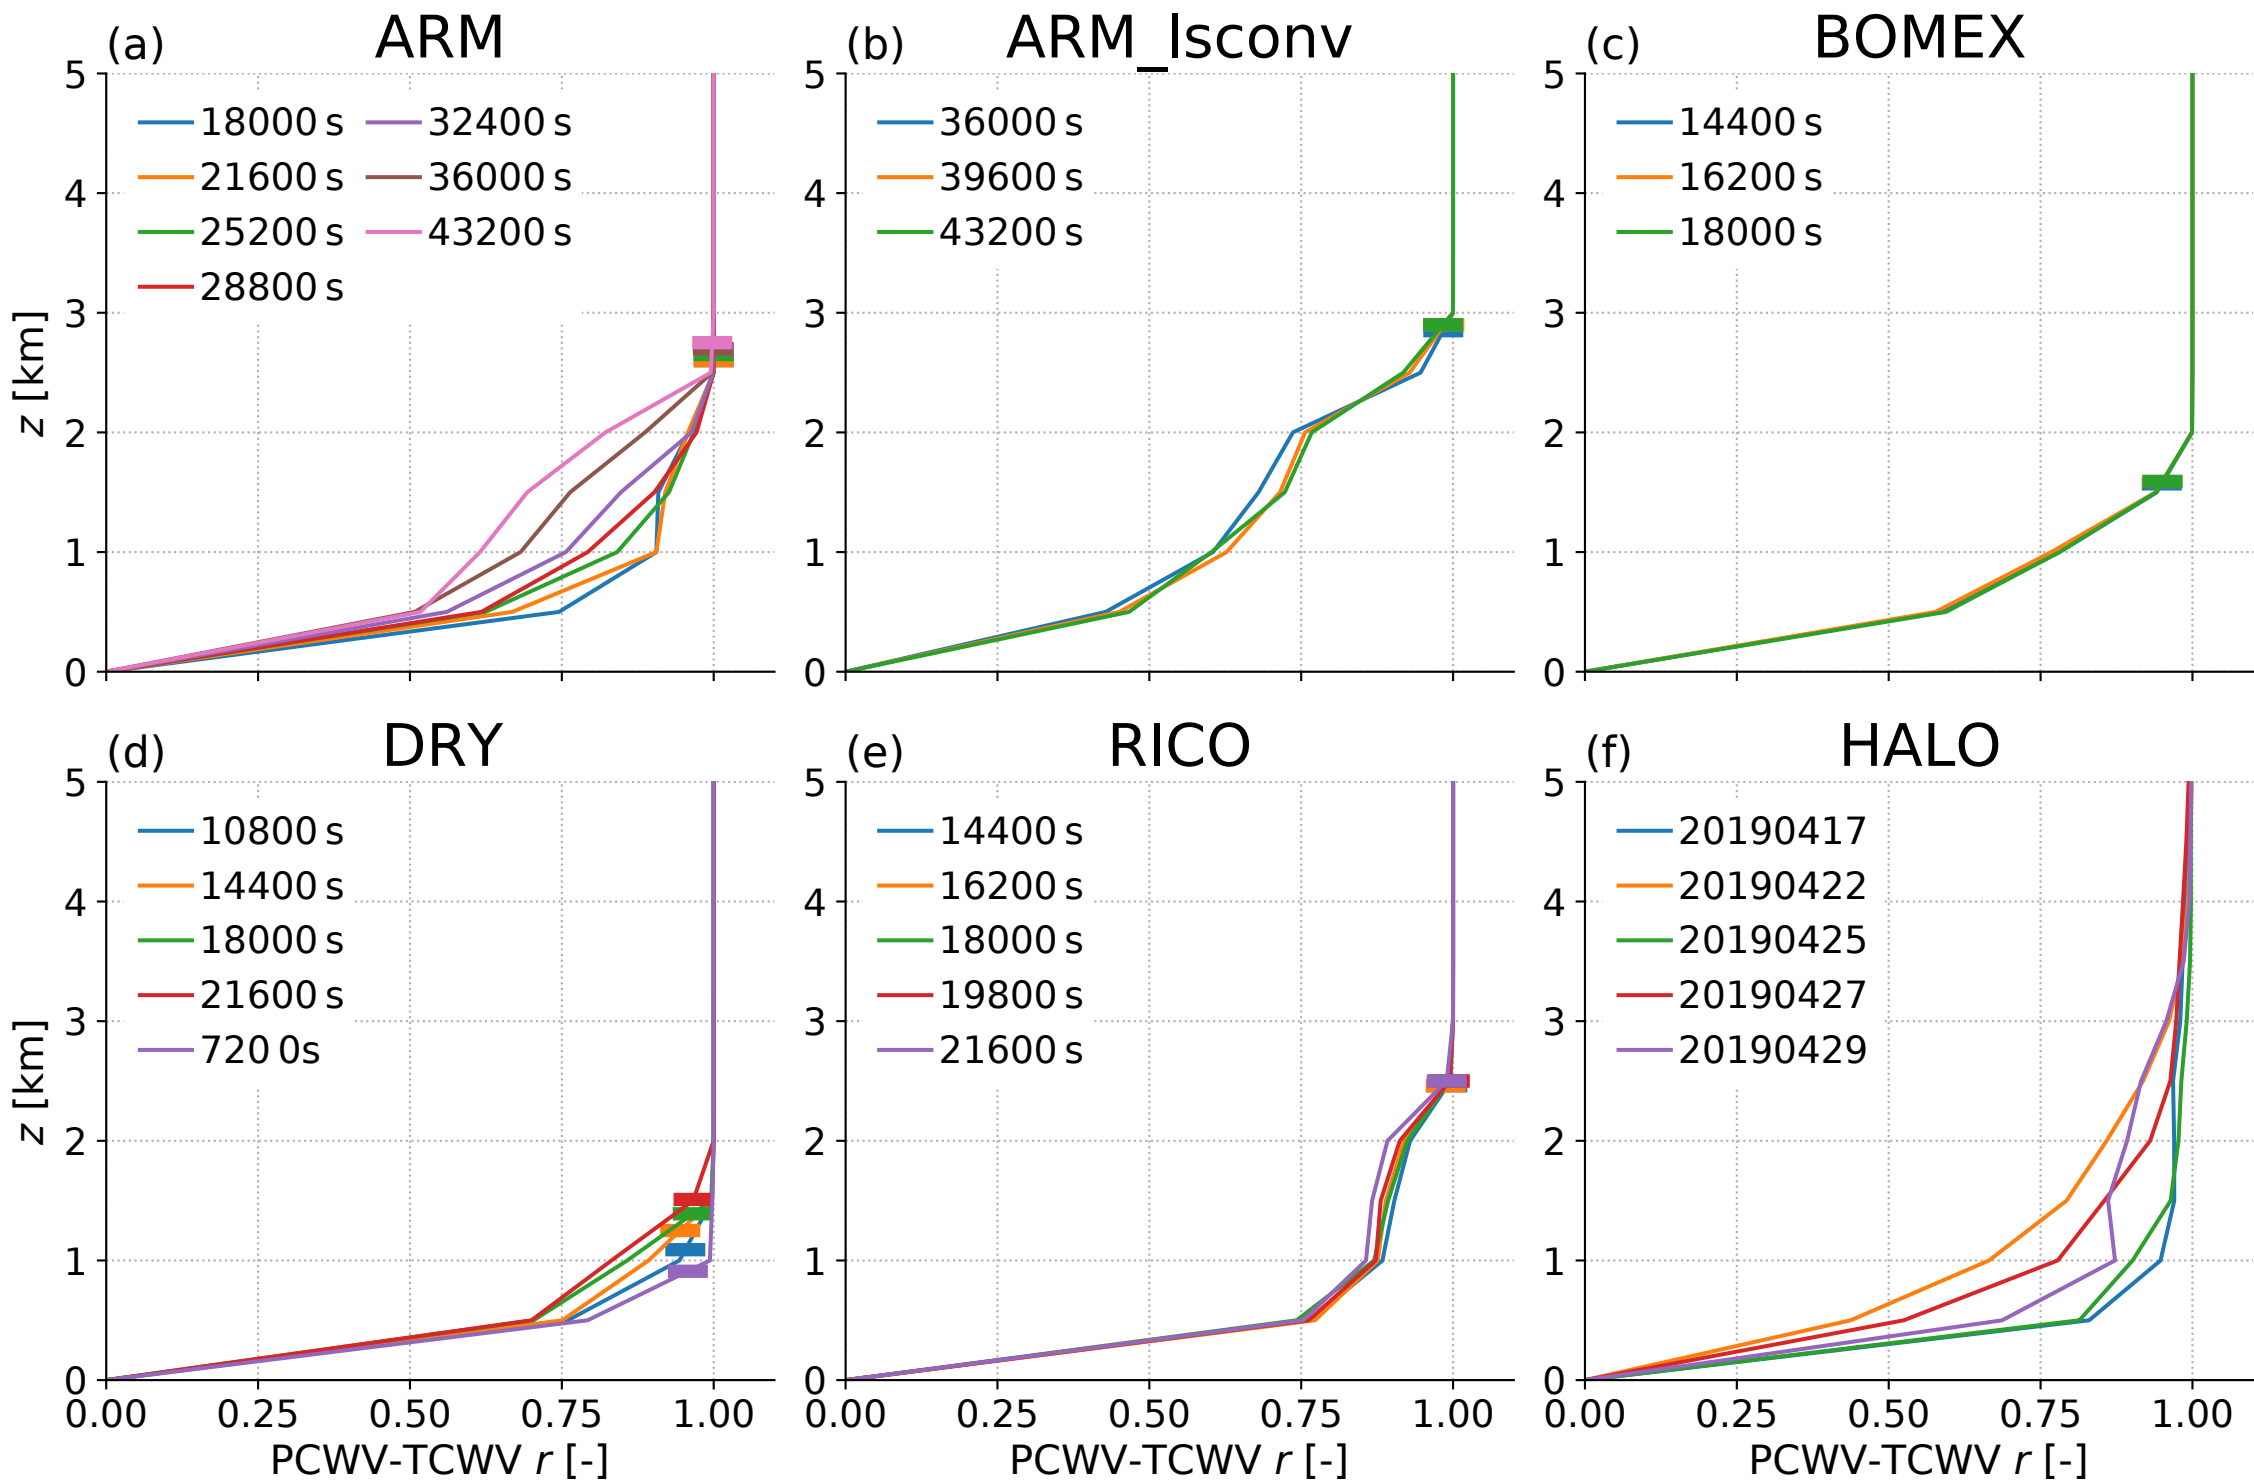 (a) ARM
(b) ARM_lsconv
(c) BOMEX
5
4
3
2
1
0
z [km]
18000 s
21600 s
25200 s
28800 s
32400 s
36000 s
43200 s
5
4
3
2
1
0
36000 s
39600 s
43200 s
5
4
3
2
1
0
14400 s
16200 s
18000 s
(d) DRY
(e) RICO
(f) HALO
5
4
3
2
1
0
z [km]
10800 s
14400 s
18000 s
21600 s
720 0s
0.00 0.25 0.50 0.75 1.00
PCWV-TCWV r [-]
5
4
3
2
1
0
14400 s
16200 s
18000 s
19800 s
21600 s
0.00 0.25 0.50 0.75 1.00
PCWV-TCWV r [-]
5
4
3
2
1
0
20190417
20190422
20190425
20190427
20190429
0.00 0.25 0.50 0.75 1.00
PCWV-TCWV r [-]